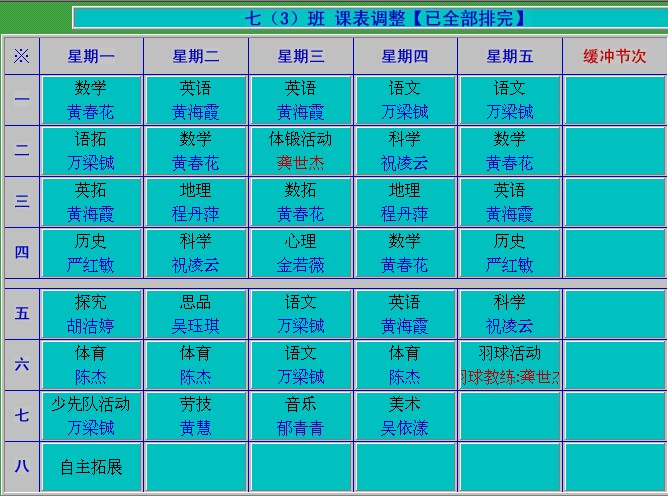 七（3）班 课表调整【已全部排完】
※ 星期一 星期二 星期三 星期四 星期五 缓冲节次
一 数学 英语 英语 语文 语文
黄春花 黄海霞 黄海霞 万梁铖 万梁铖
二 语拓 数学 体锻活动 科学 数学
万梁铖 黄春花 龚世杰 祝凌云 黄春花
三 英拓 地理 数拓 地理 英语
黄海霞 程丹萍 黄春花 程丹萍 黄海霞
四 历史 科学 心理 数学 历史
严红敏 祝凌云 金若薇 黄春花 严红敏
五 探究 思品 语文 英语 科学
胡洁婷 吴珏琪 万梁铖 黄海霞 祝凌云
六 体育 体育 语文 体育 羽球活动
陈杰 陈杰 万梁铖 陈杰 羽球教练:龚世杰
七 少先队活动 劳技 音乐 美术
万梁铖 黄慧 郁青青 吴依漾
八 自主拓展